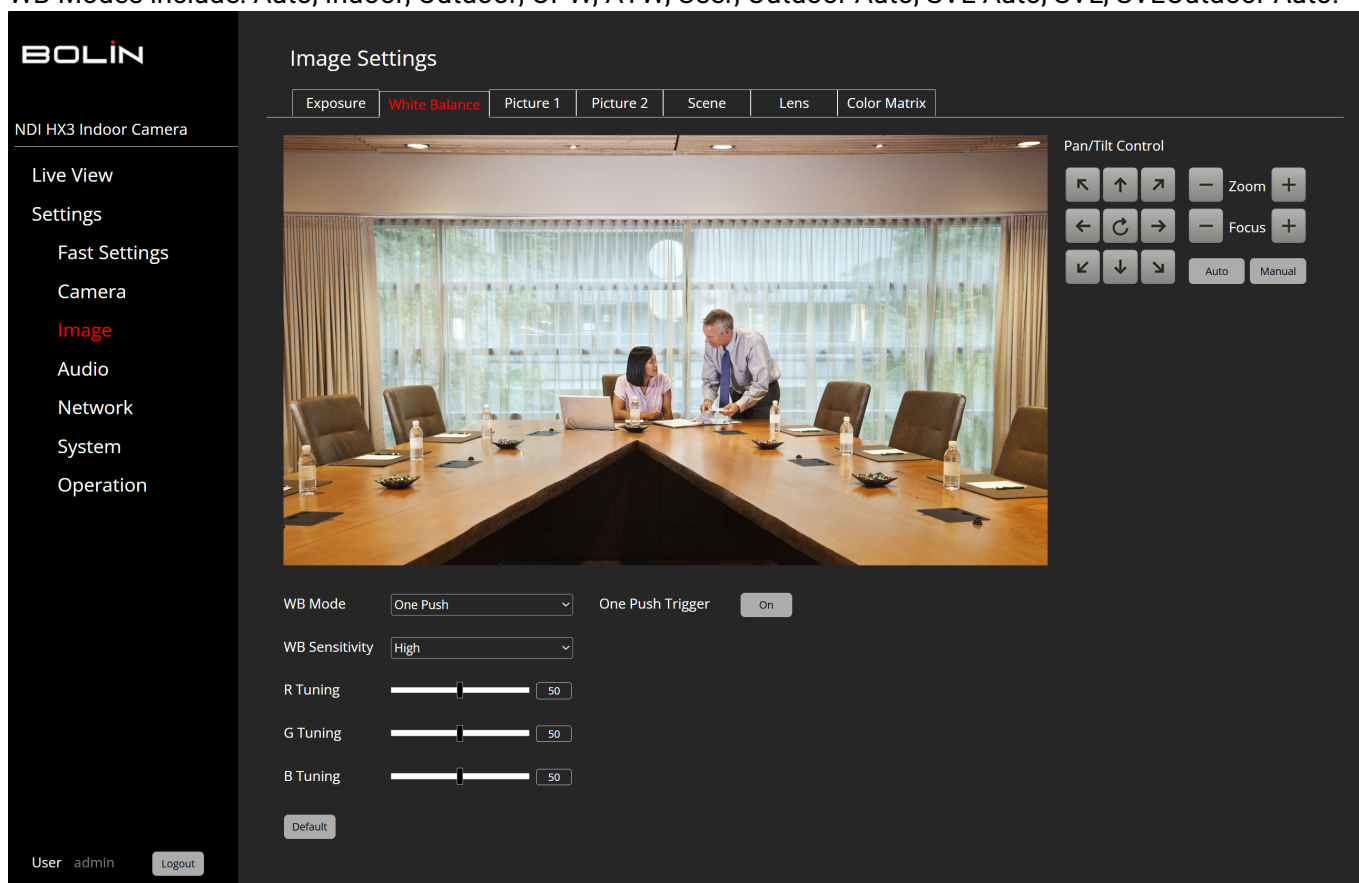 WB Modes include: Auto, Indoor, Outdoor, OPW, ATW, User, Outdoor Auto, SVL Auto, SVL, SVLOutdoor Auto.
BOLIN
Image Settings
Exposure White Balance Picture 1 Picture 2 Scene Lens Color Matrix
NDI HX3 Indoor Camera
Pan/Tilt Control
Live View
Zoom
Settings
Focus
Fast Settings
Auto Manual
Camera
Image
Audio
Network
System
Operation
WB Mode One Push One Push Trigger On
WB Sensitivity High
R Tuning 50
G Tuning 50
B Tuning 50
Default
User admin Logout